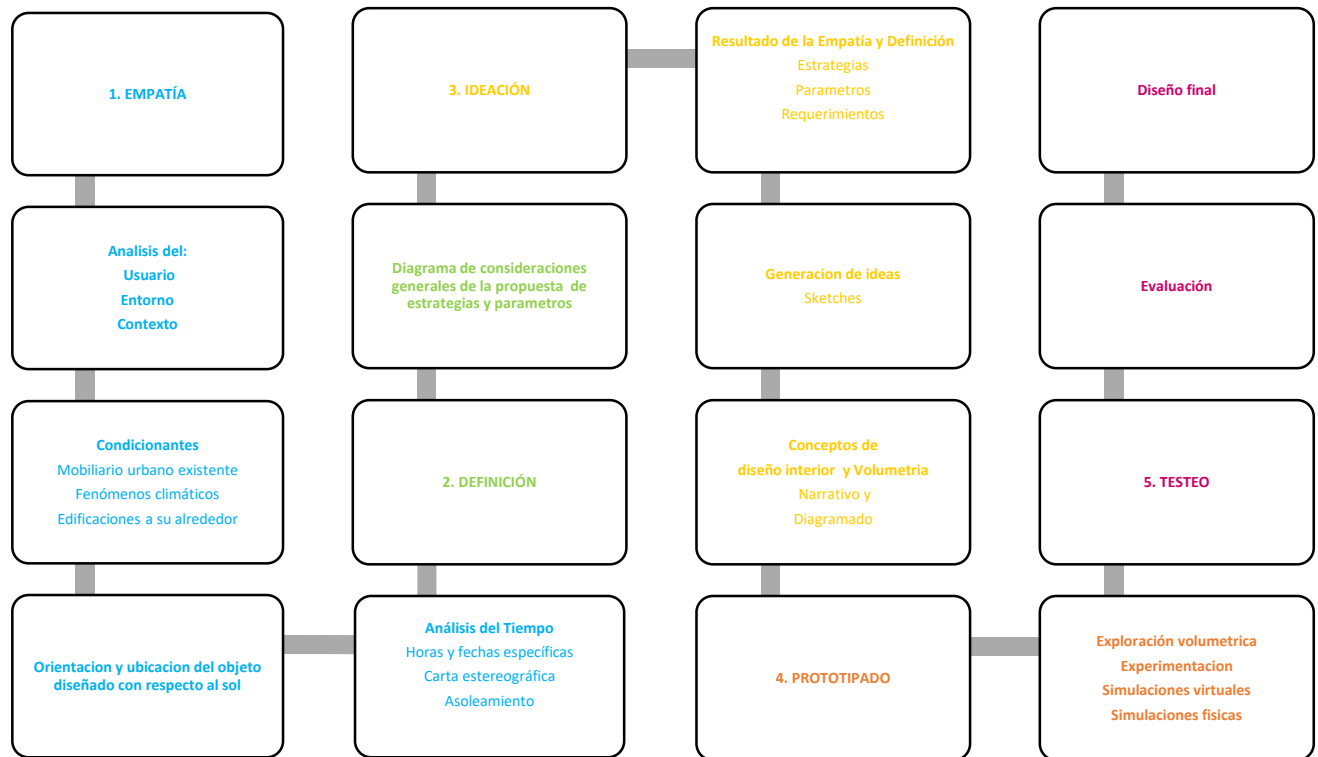 1. EMPATÍA
Analisis del:
Usuario
Entorno
Contexto
Condicionantes
Mobiliario urbano existente
Fenómenos climáticos
Edificaciones a su alrededor
Orientacion y ubicacion del objeto
diseñado con respecto al sol
Análisis del Tiempo
Horas y fechas específicas
Carta estereográfica
Asoleamiento
2. DEFINICIÓN
Diagrama de consideraciones
generales de la propuesta de
estrategias y parametros
3. IDEACIÓN
Resultado de la Empatía y Definición
Estrategias
Parametros
Requerimientos
Generacion de ideas
Sketches
Conceptos de
diseño interior y Volumetria
Narrativo y
Diagramado
4. PROTOTIPADO
Exploración volumetrica
Experimentacion
Simulaciones virtuales
Simulaciones fisicas
5. TESTEO
Evaluación
Diseño final